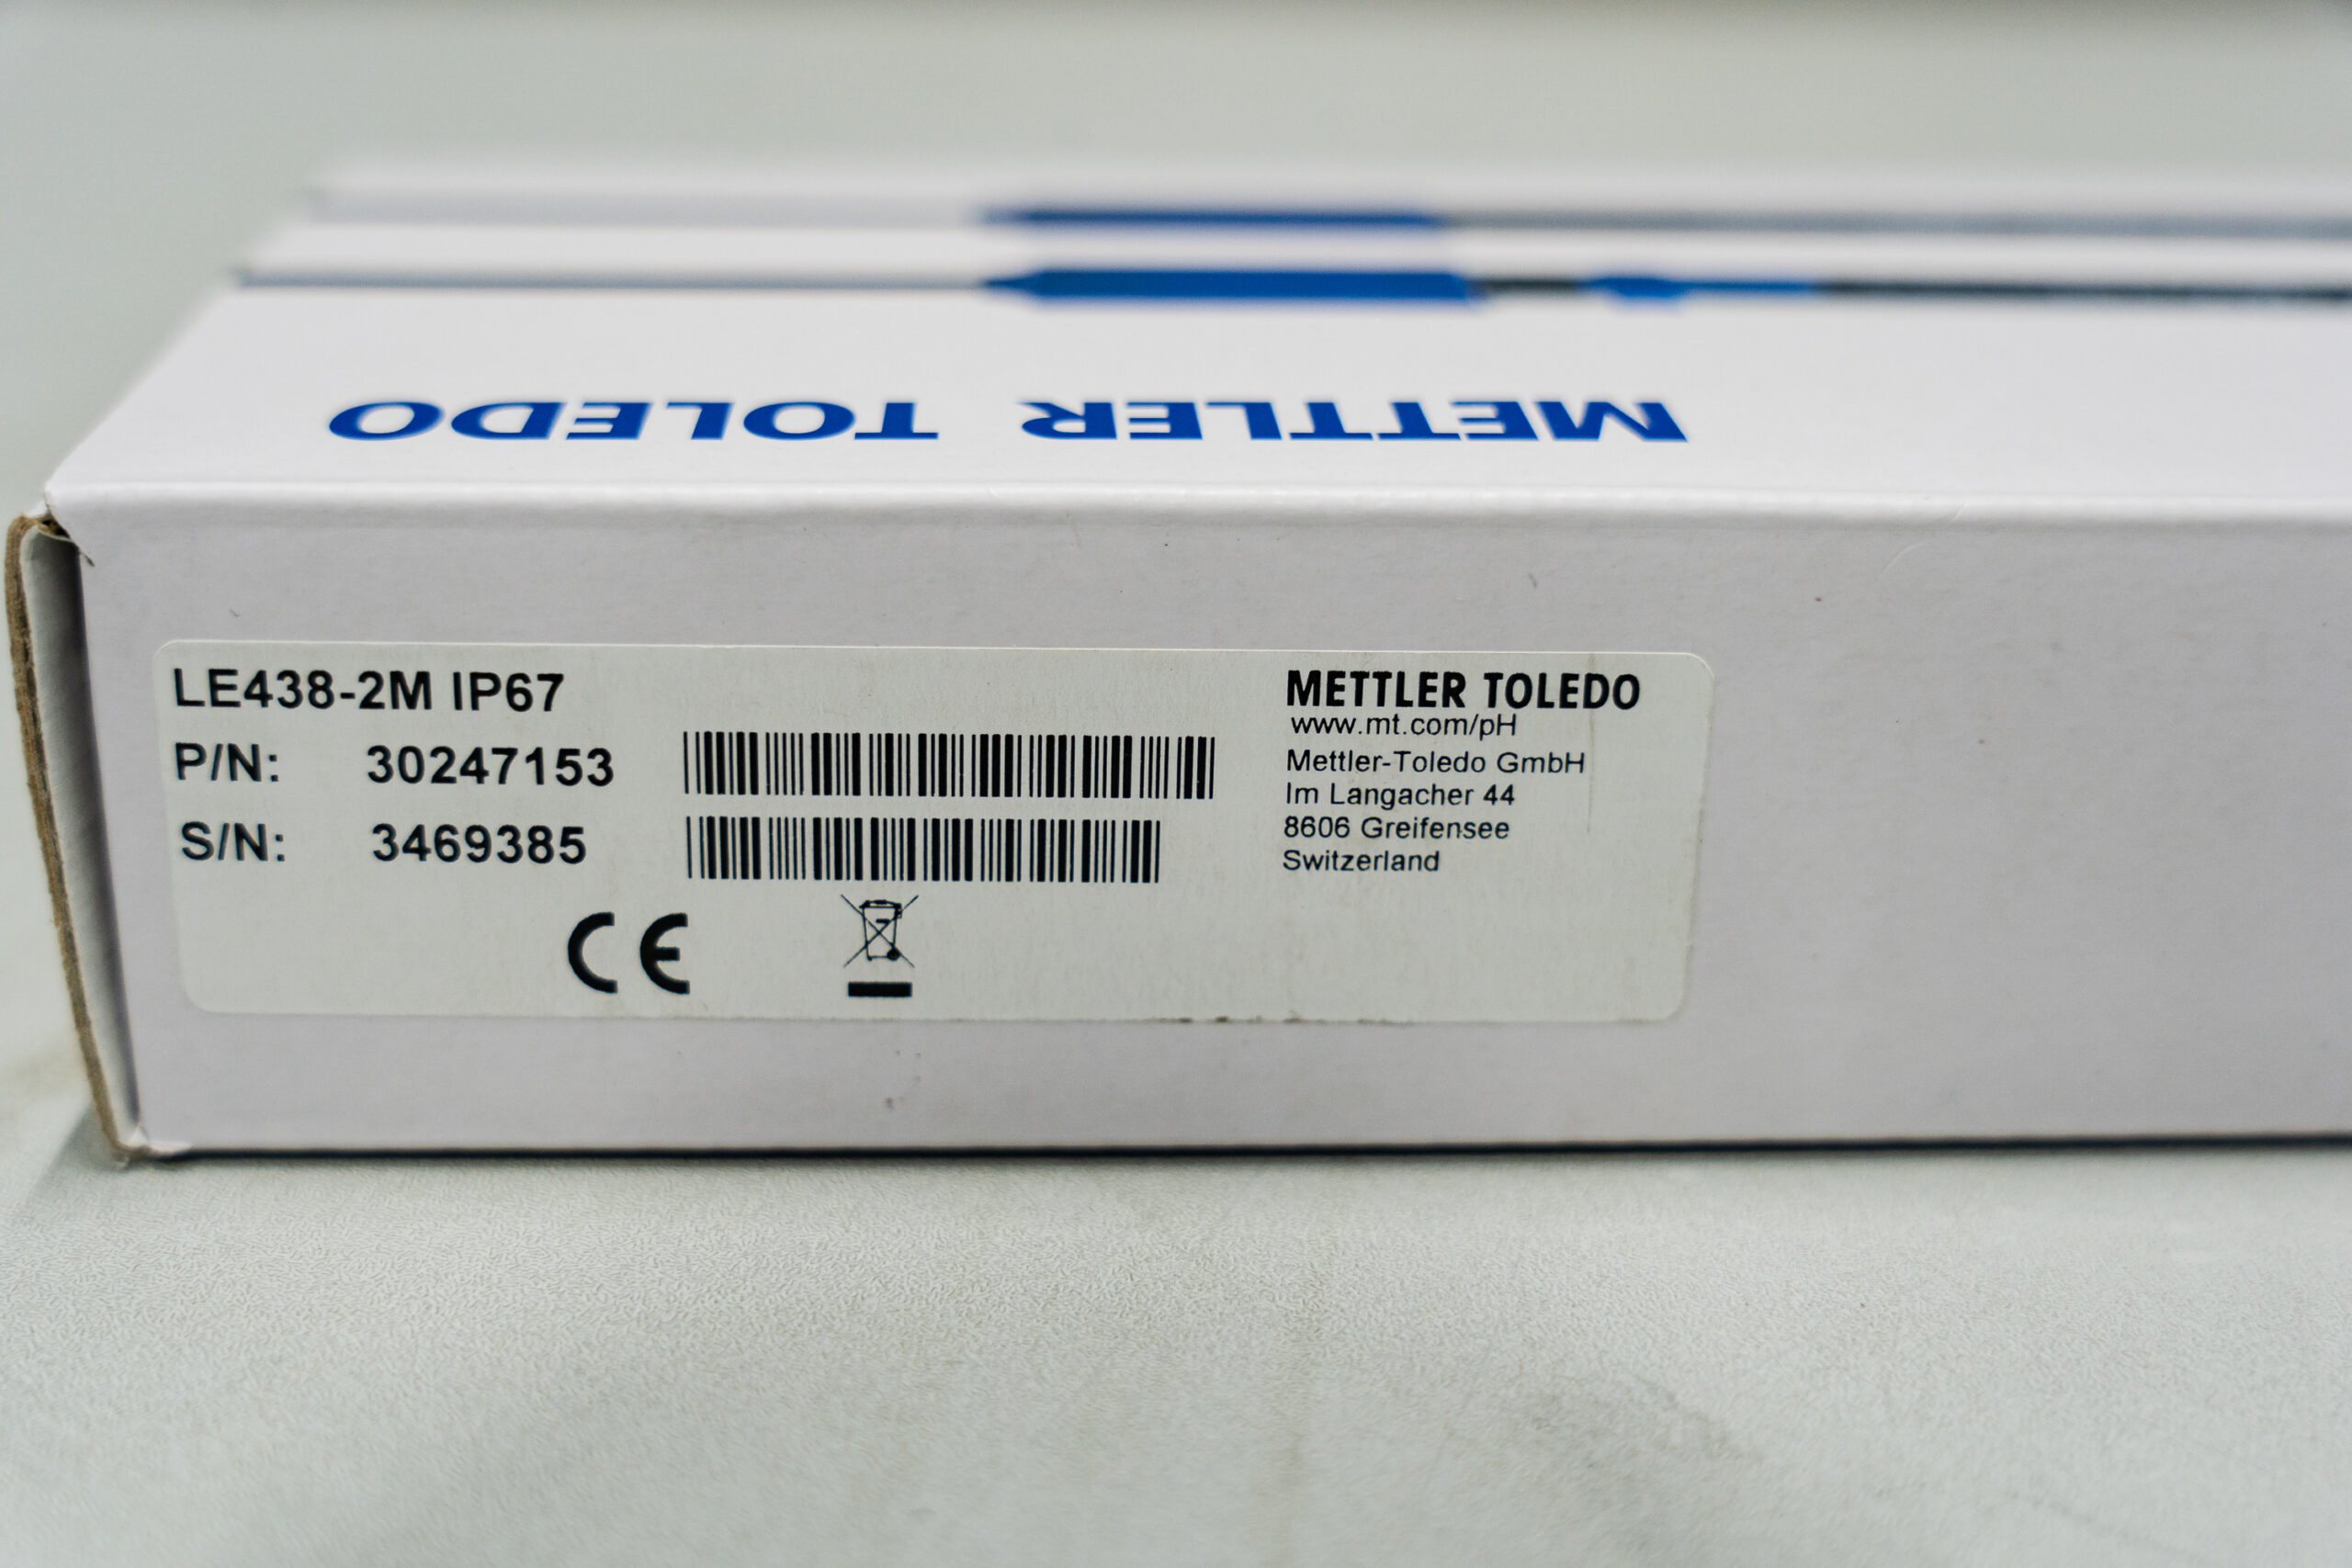 METTLER TOLEDO
LE438-2M IP67
P/N: 30247153
S/N: 3469385
CE
METTLER TOLEDO
www.mt.com/pH
Mettler-Toledo GmbH
Im Langacher 44
8606 Greifensee
Switzerland